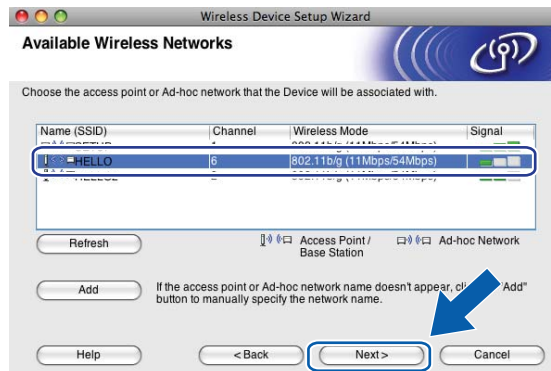 Wireless Device Setup Wizard
Available Wireless Networks
Choose the access point or Ad-hoc network that the Device will be associated with.
Name (SSID) Channel Wireless Mode Signal
HELLO 6 802.11b/g (11Mbps/54Mbps)
Refresh
Access Point / Base Station
Ad-hoc Network
Add
If the access point or Ad-hoc network name doesn't appear, "Add"
button to manually specify the network name.
Help < Back Next > Cancel